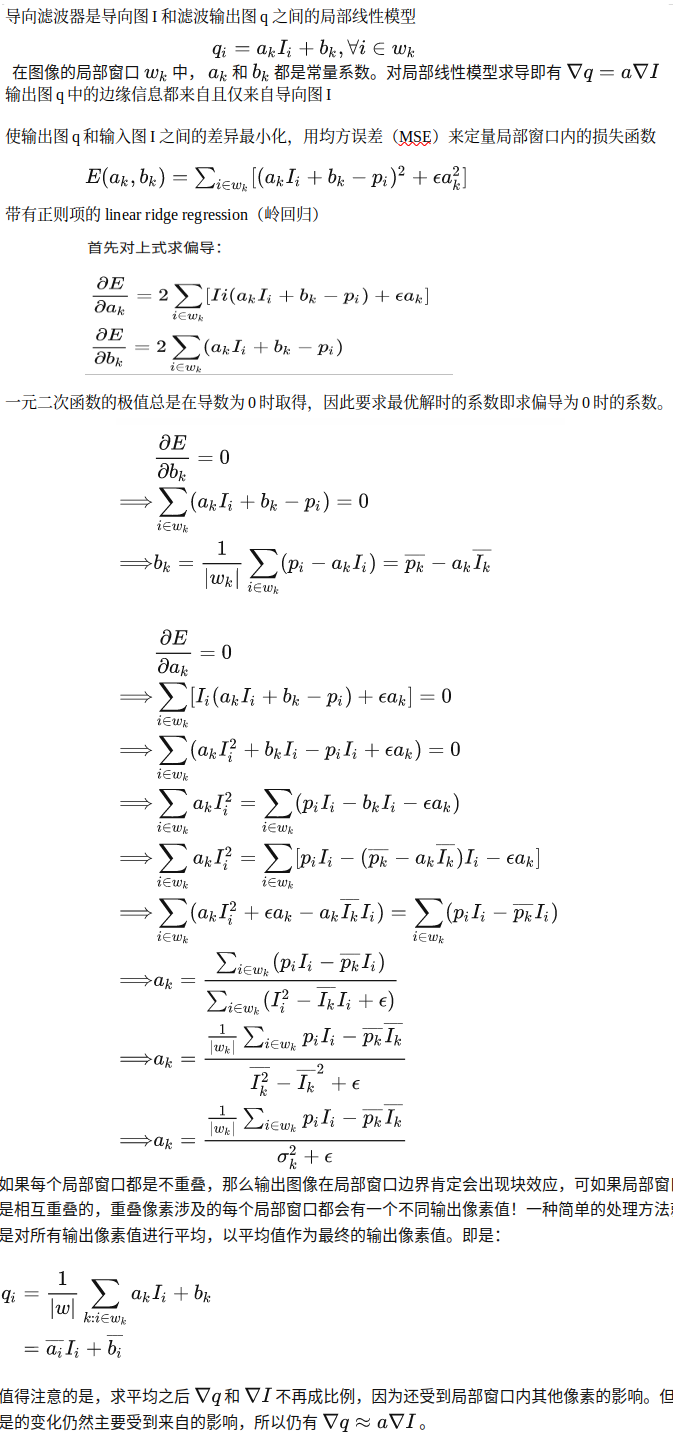 导向滤波器是导向图 I 和滤波输出图 q 之间的局部线性模型
$q_i = a_k I_i + b_k, \forall i \in w_k$
在图像的局部窗口 $w_k$ 中， $a_k$ 和 $b_k$ 都是常量系数。对局部线性模型求导即有 $\nabla q = a \nabla I$
输出图 q 中的边缘信息都来自且仅来自导向图 I
使输出图 q 和输入图 I 之间的差异最小化，用均方误差（MSE）来定量局部窗口内的损失函数
$E(a_k, b_k) = \sum_{i \in w_k} [(a_k I_i + b_k - p_i)^2 + \epsilon a_k^2]$
带有正则项的 linear ridge regression（岭回归）
首先对上式求偏导：
$\frac{\partial E}{\partial a_k} = 2 \sum_{i \in w_k} [Ii(a_k I_i + b_k - p_i) + \epsilon a_k]$
$\frac{\partial E}{\partial b_k} = 2 \sum_{i \in w_k} (a_k I_i + b_k - p_i)$
一元二次函数的极值总是在导数为 0 时取得，因此要求最优解时的系数即求偏导为 0 时的系数。
$\frac{\partial E}{\partial b_k} = 0$
$\Longrightarrow \sum_{i \in w_k} (a_k I_i + b_k - p_i) = 0$
$\Longrightarrow b_k = \frac{1}{|w_k|} \sum_{i \in w_k} (p_i - a_k I_i) = \overline{p_k} - a_k \overline{I_k}$
$\frac{\partial E}{\partial a_k} = 0$
$\Longrightarrow \sum_{i \in w_k} [I_i(a_k I_i + b_k - p_i) + \epsilon a_k] = 0$
$\Longrightarrow \sum_{i \in w_k} (a_k I_i^2 + b_k I_i - p_i I_i + \epsilon a_k) = 0$
$\Longrightarrow \sum_{i \in w_k} a_k I_i^2 = \sum_{i \in w_k} (p_i I_i - b_k I_i - \epsilon a_k)$
$\Longrightarrow \sum_{i \in w_k} a_k I_i^2 = \sum_{i \in w_k} [p_i I_i - (\overline{p_k} - a_k \overline{I_k}) I_i - \epsilon a_k]$
$\Longrightarrow \sum_{i \in w_k} (a_k I_i^2 + \epsilon a_k - a_k \overline{I_k} I_i) = \sum_{i \in w_k} (p_i I_i - \overline{p_k} I_i)$
$\Longrightarrow a_k = \frac{\sum_{i \in w_k} (p_i I_i - \overline{p_k} I_i)}{\sum_{i \in w_k} (I_i^2 - \overline{I_k} I_i + \epsilon)}$
$\Longrightarrow a_k = \frac{\frac{1}{|w_k|} \sum_{i \in w_k} p_i I_i - \overline{p_k} \overline{I_k}}{\overline{I_k^2} - \overline{I_k}^2 + \epsilon}$
$\Longrightarrow a_k = \frac{\frac{1}{|w_k|} \sum_{i \in w_k} p_i I_i - \overline{p_k} \overline{I_k}}{\sigma_k^2 + \epsilon}$
如果每个局部窗口都是不重叠，那么输出图像在局部窗口边界肯定会出现块效应，可如果局部窗
是相互重叠的，重叠像素涉及的每个局部窗口都会有一个不同输出像素值！一种简单的处理方法
是对所有输出像素值进行平均，以平均值作为最终的输出像素值。即是：
$q_i = \frac{1}{|w|} \sum_{k: i \in w_k} a_k I_i + b_k$
$= \overline{a_i} I_i + \overline{b_i}$
值得注意的是，求平均之后 $\nabla q$ 和 $\nabla I$ 不再成比例，因为还受到局部窗口内其他像素的影响。但
是的变化仍然主要受到来自的影响，所以仍有 $\nabla q \approx a \nabla I$ 。